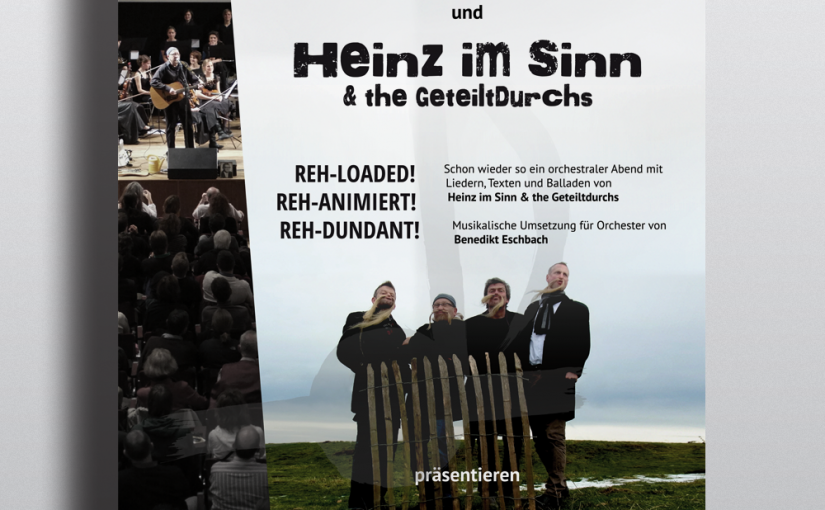 und
Heinz im Sinn
& the GeteiltDurchs
REH-LOADED!
REH-ANIMIERT!
REH-DUNDANT!
Schon wieder so ein orchestraler Abend mit
Liedern, Texten und Balladen von
Heinz im Sinn & the Geteiltdurchs
Musikalische Umsetzung für Orchester von
Benedikt Eschbach
präsentieren